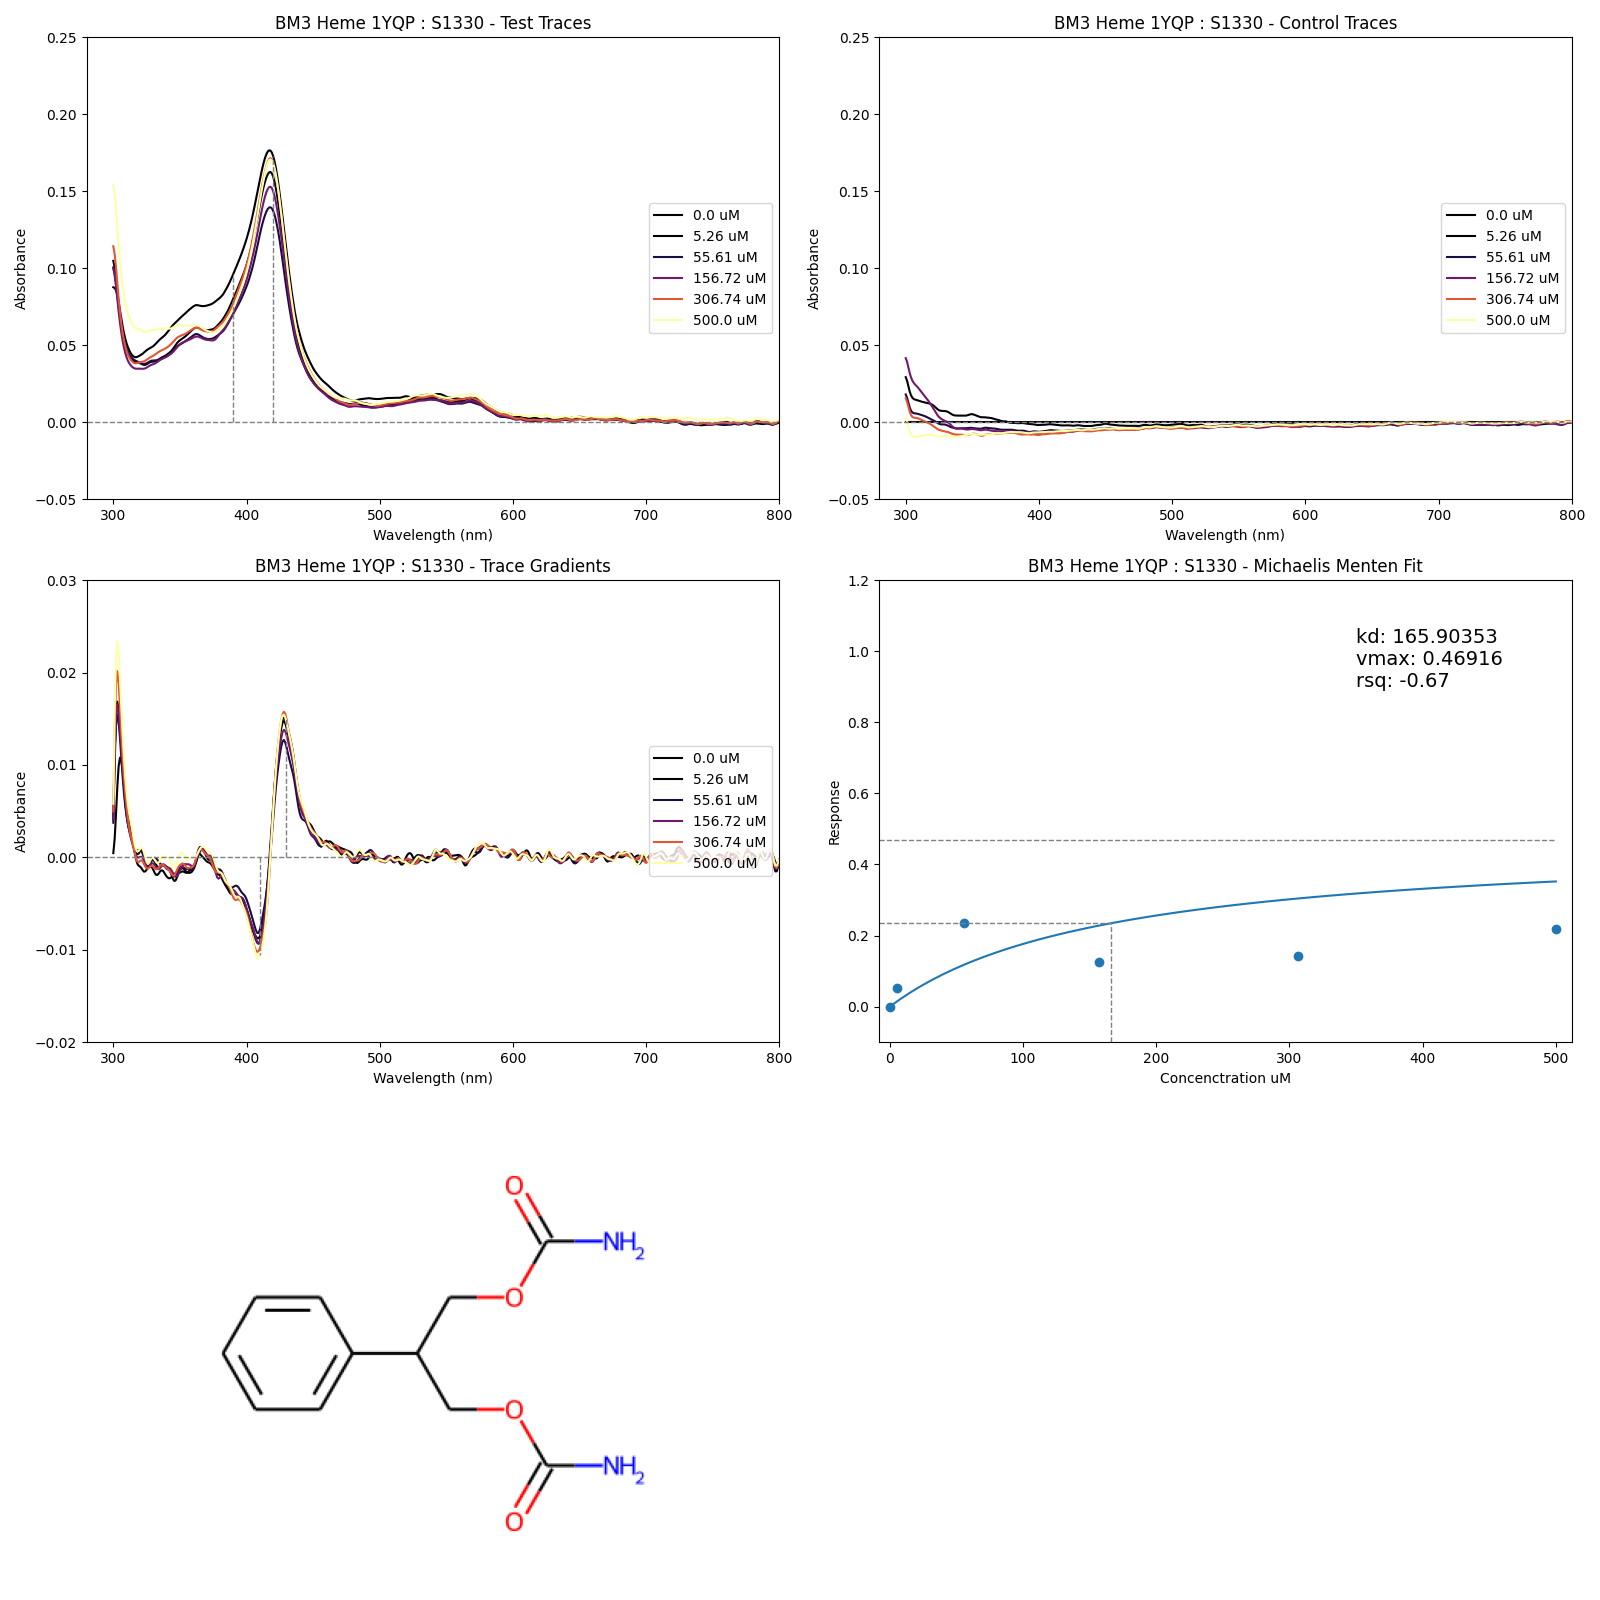 BM3 Heme 1YQP : S1330 - Test Traces
0.25
0.20
0.15
0.10
0.05
0.00
−0.05
Absorbance
300 400 500 600 700 800
Wavelength (nm)
0.0 uM
5.26 uM
55.61 uM
156.72 uM
306.74 uM
500.0 uM
BM3 Heme 1YQP : S1330 - Control Traces
0.25
0.20
0.15
0.10
0.05
0.00
−0.05
Absorbance
300 400 500 600 700 800
Wavelength (nm)
0.0 uM
5.26 uM
55.61 uM
156.72 uM
306.74 uM
500.0 uM
BM3 Heme 1YQP : S1330 - Trace Gradients
0.03
0.02
0.01
0.00
−0.01
−0.02
Absorbance
300 400 500 600 700 800
Wavelength (nm)
0.0 uM
5.26 uM
55.61 uM
156.72 uM
306.74 uM
500.0 uM
BM3 Heme 1YQP : S1330 - Michaelis Menten Fit
kd: 165.90353
vmax: 0.46916
rsq: -0.67
1.2
1.0
0.8
0.6
0.4
0.2
0.0
Response
0 100 200 300 400 500
Concenctration uM
O
NH2
O
O
NH2
O